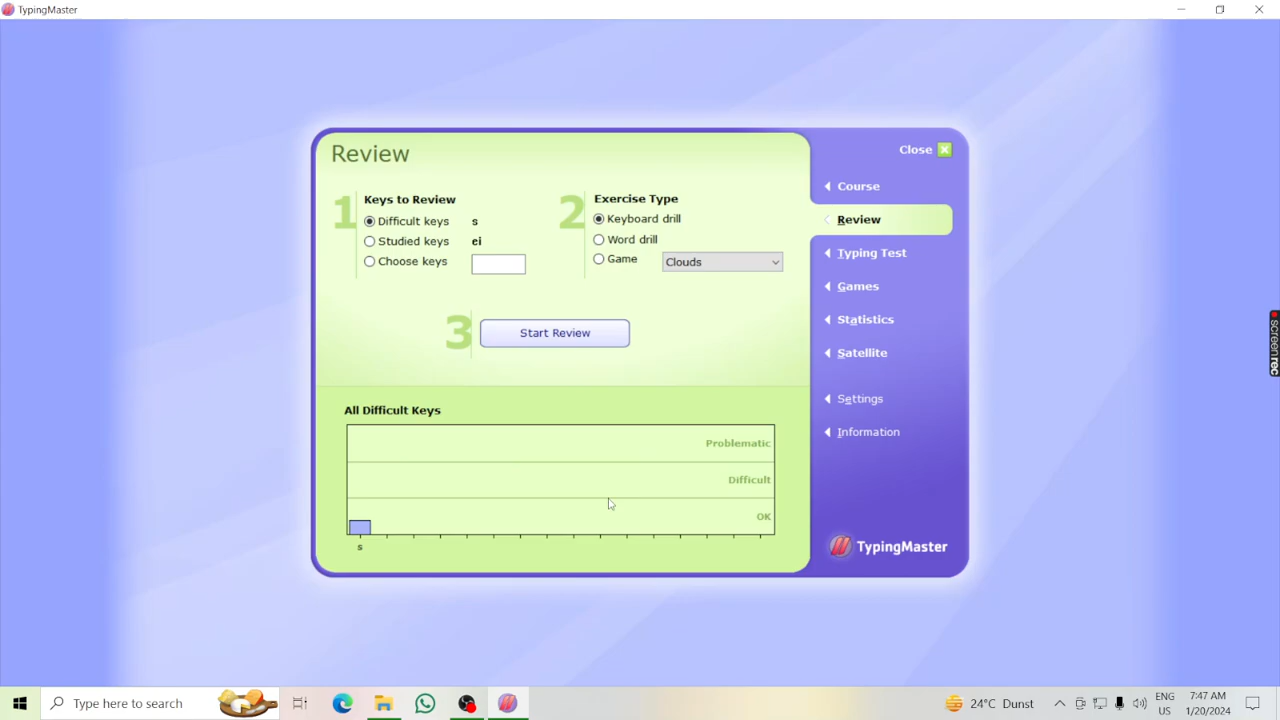 TypingMaster
Review
Close
1
Keys to Review
Difficult keys s
Studied keys ei
Choose keys
2
Exercise Type
Keyboard drill
Word drill
Game Clouds
3
Start Review
All Difficult Keys
Problematic
Difficult
OK
s
Course
Review
Typing Test
Games
Statistics
Satellite
Settings
Information
TypingMaster
screenrec
Type here to search
24°C Dunst
ENG
US
7:47 AM
1/20/2024